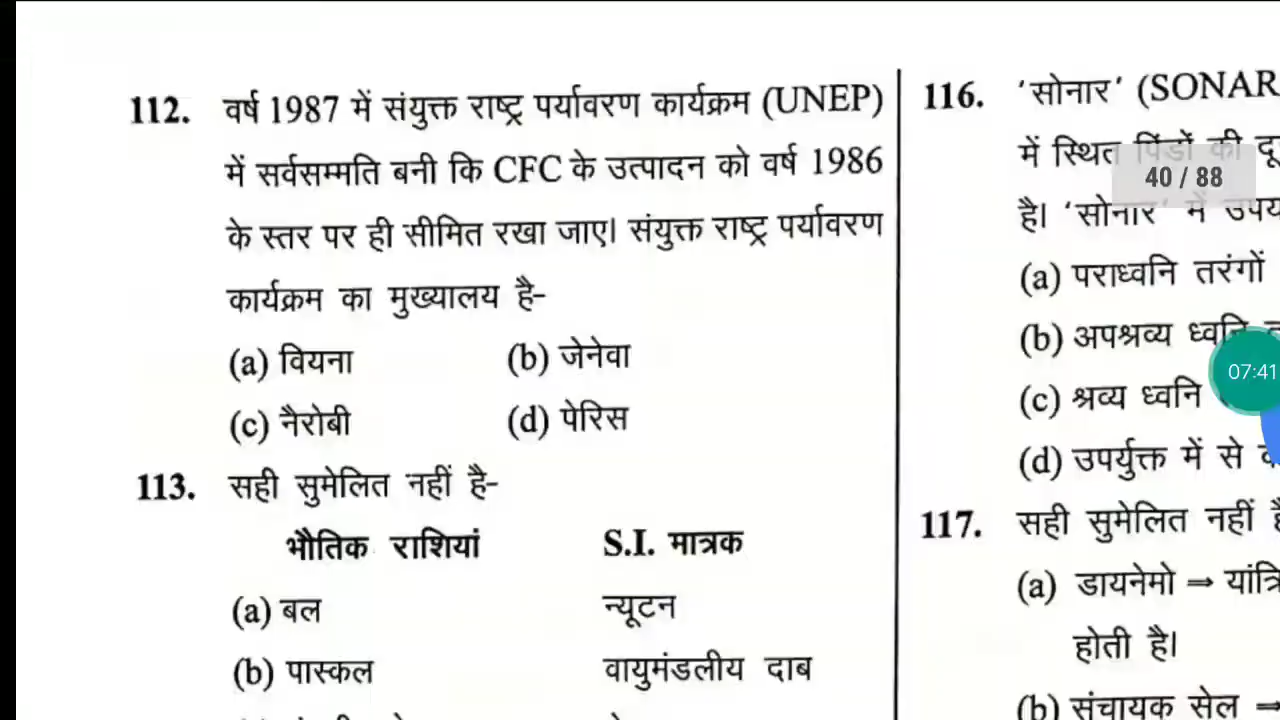 112. वर्ष 1987 में संयुक्त राष्ट्र पर्यावरण कार्यक्रम (UNEP)
में सर्वसम्मति बनी कि CFC के उत्पादन को वर्ष 1986
के स्तर पर ही सीमित रखा जाए। संयुक्त राष्ट्र पर्यावरण
कार्यक्रम का मुख्यालय है-
(a) वियना (b) जेनेवा
(c) नैरोबी (d) पेरिस
113. सही सुमेलित नहीं है-
भौतिक राशियां S.I. मात्रक
(a) बल न्यूटन
(b) पास्कल वायुमंडलीय दाब
116. 'सोनार' (SONAR
में स्थित पिंडों की
40 / 88
है। 'सोनार' में
(a) पराध्वनि तरंगों
(b) अपश्रव्य
07:41
(c) श्रव्य ध्वनि
(d) उपर्युक्त में से
117. सही सुमेलित नहीं
(a) डायनेमो ⇒
होती है।
(b) संचायक सेल ⇒